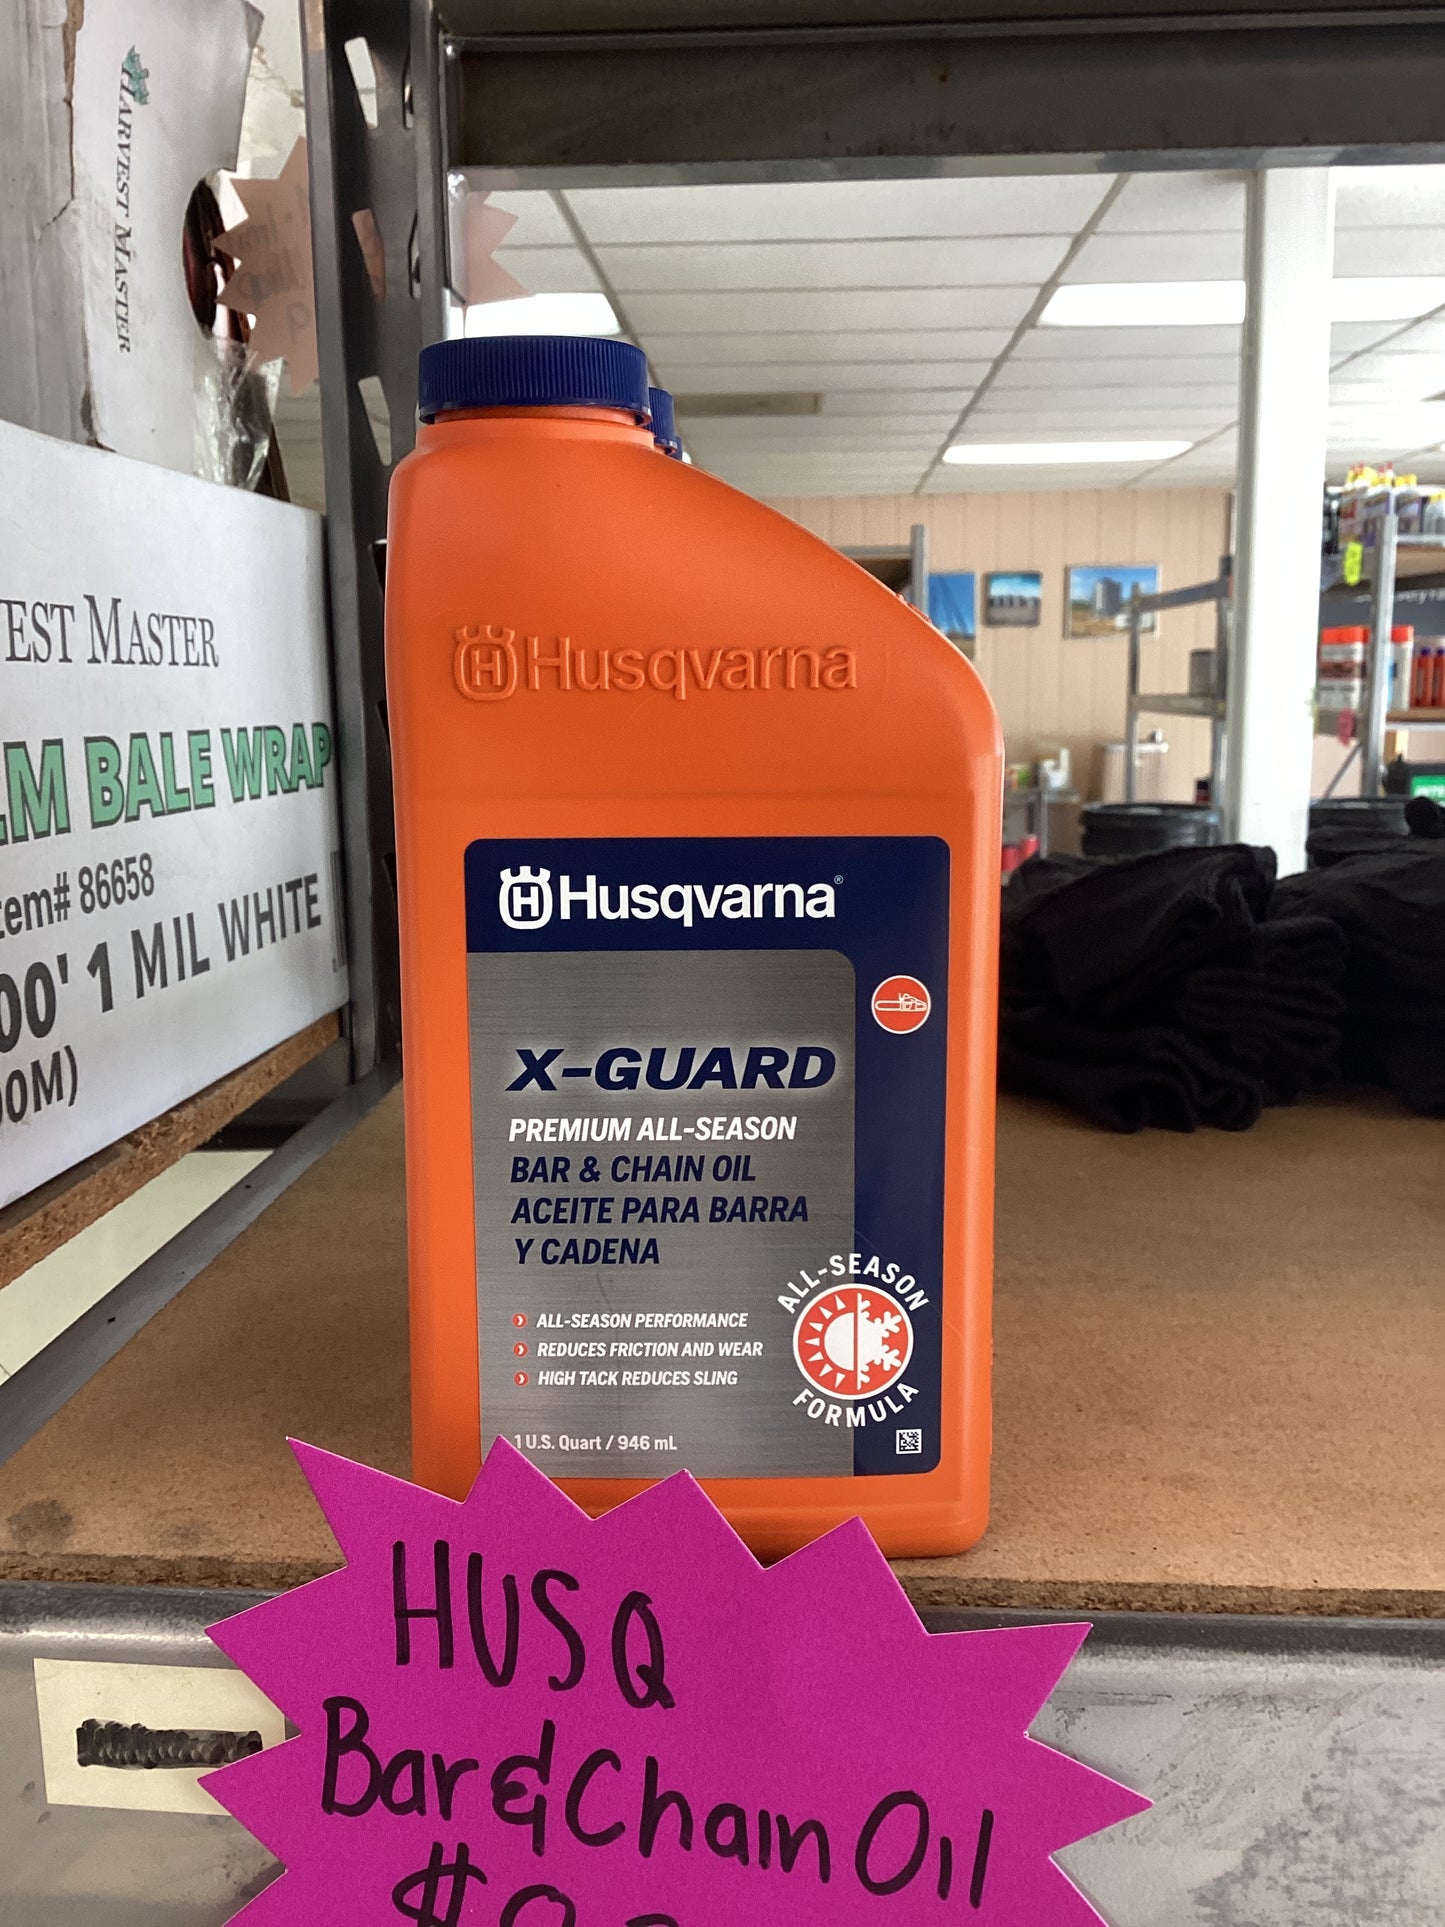 HARVEST MASTER
EST MASTER
LM BALE WRAP
tem# 86658
00' 1 MIL WHITE
00M)
Husqvarna
Husqvarna®
X-GUARD
PREMIUM ALL-SEASON
BAR & CHAIN OIL
ACEITE PARA BARRA
Y CADENA
ALL-SEASON PERFORMANCE
REDUCES FRICTION AND WEAR
HIGH TACK REDUCES SLING
ALL-SEASON
FORMULA
1 U.S. Quart / 946 mL
HUSQ
Bar & Chain Oil
$